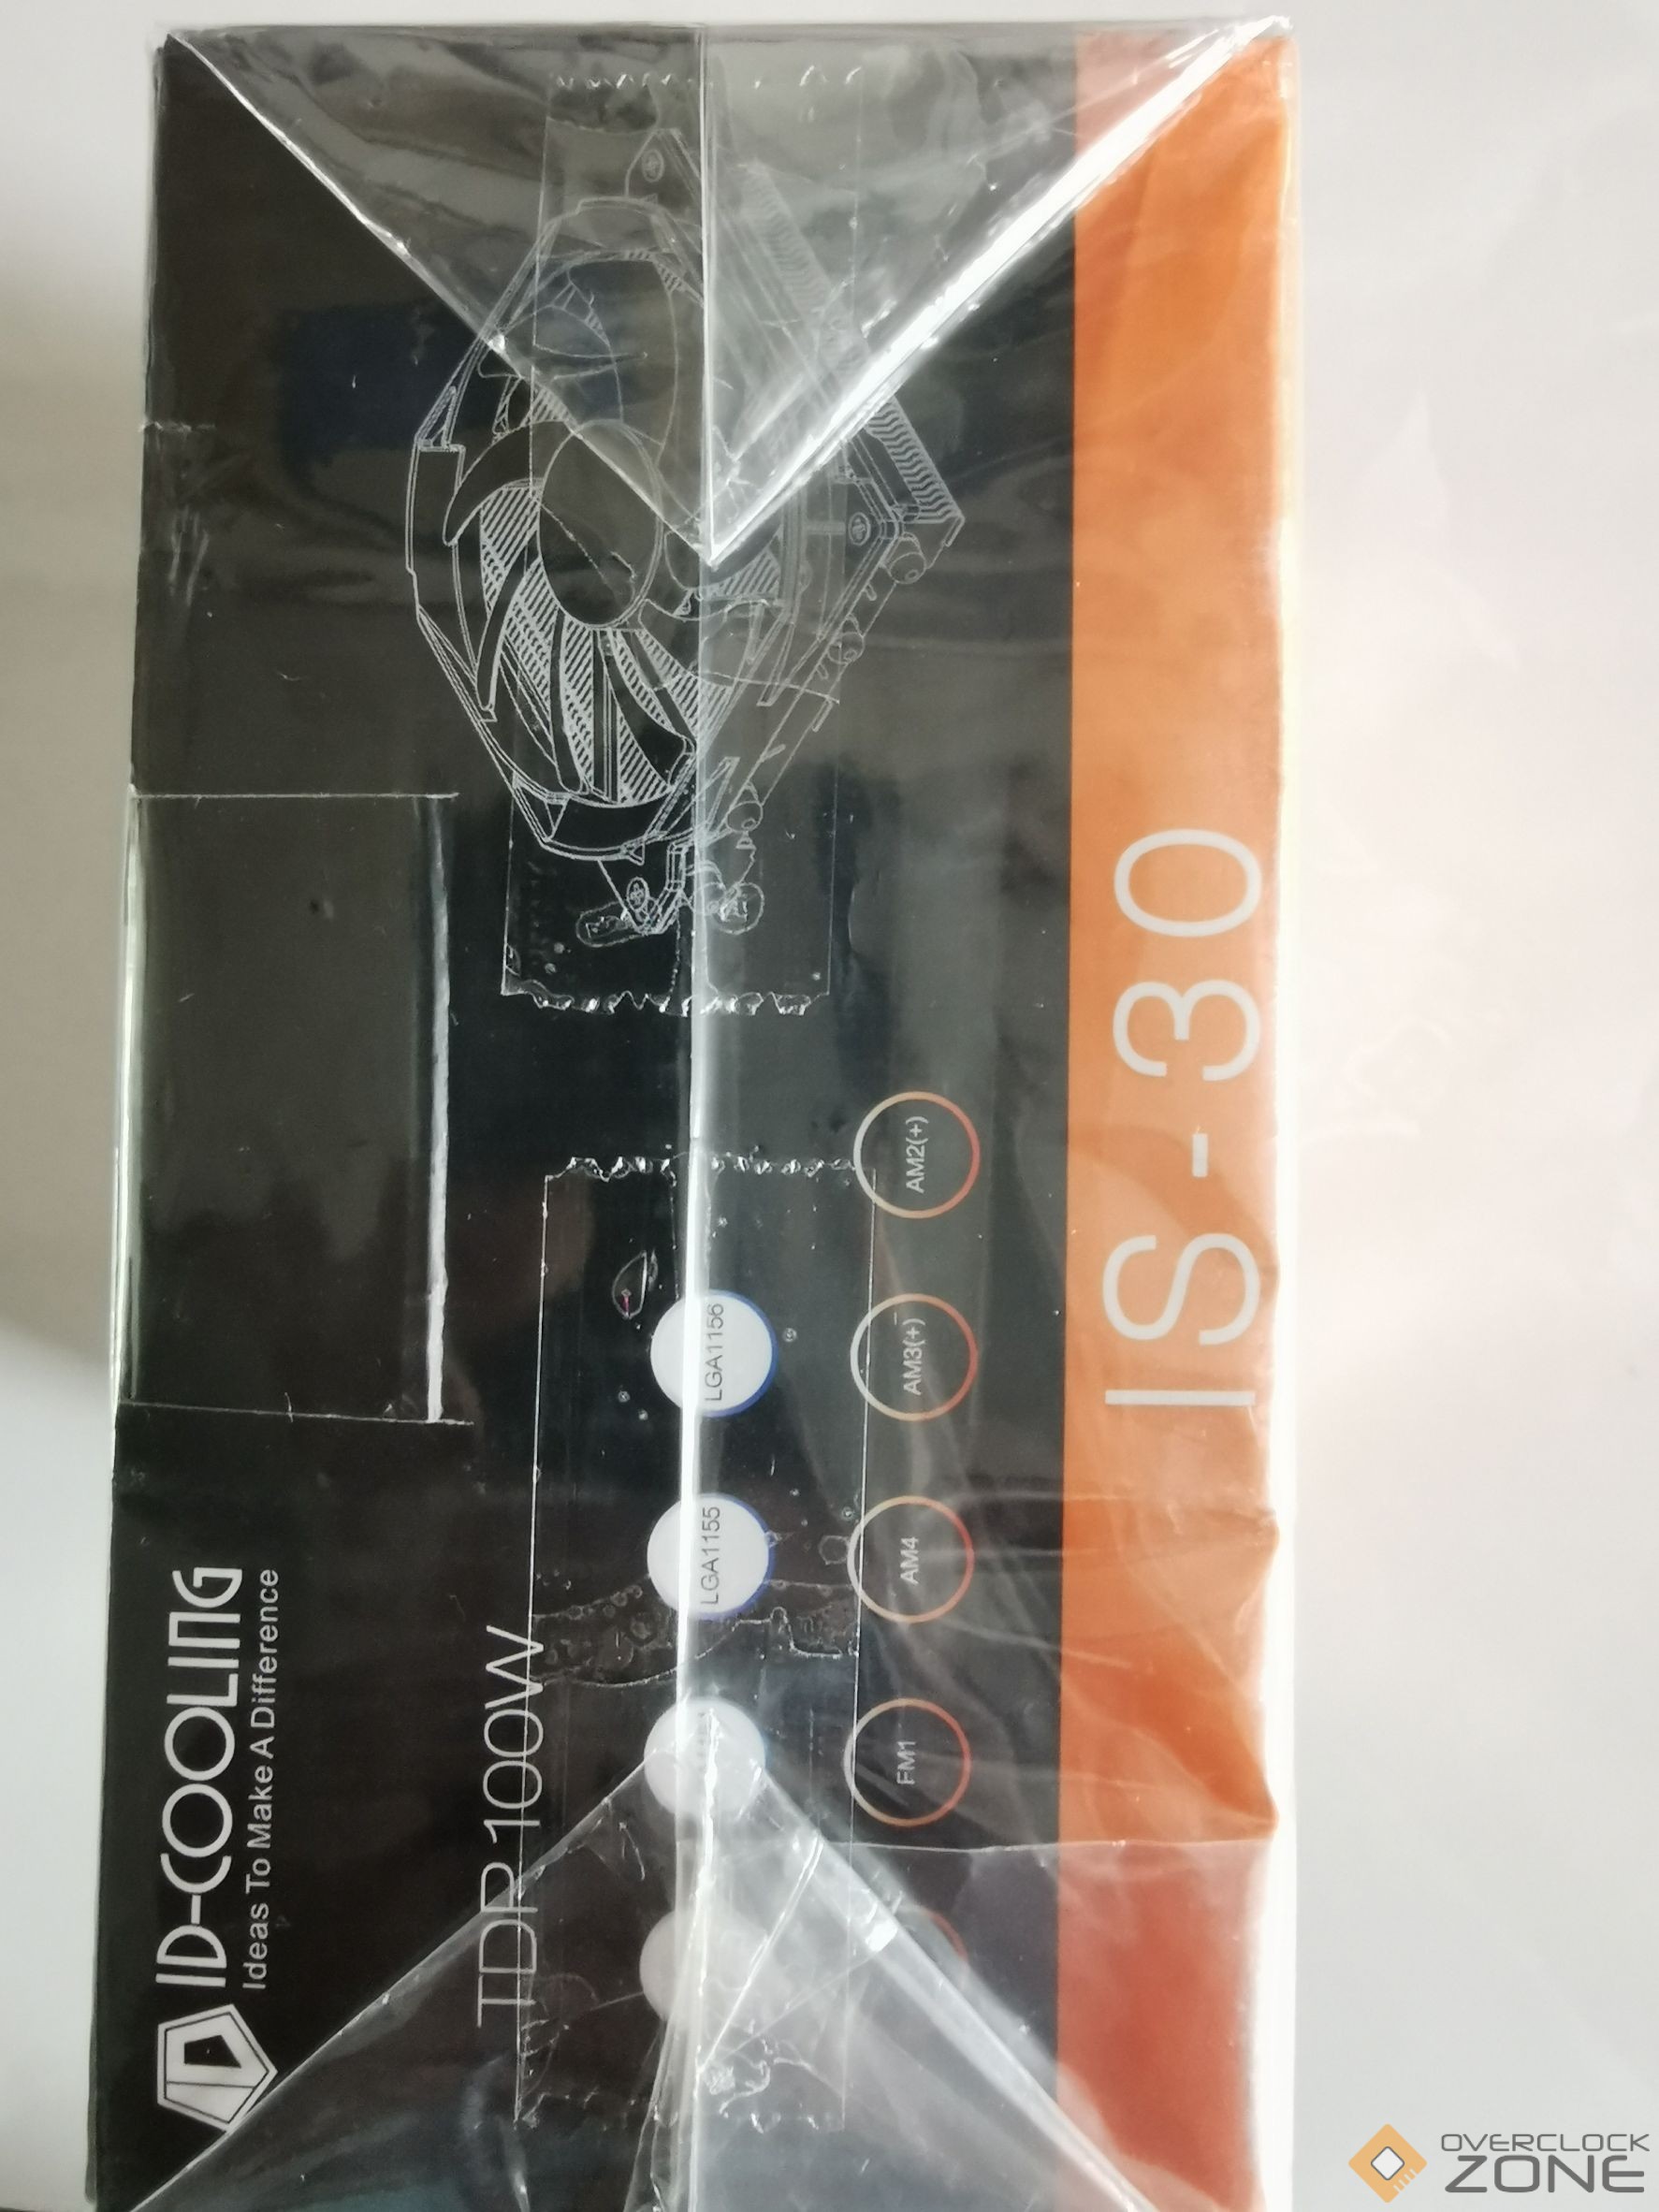 ID-COOLING
Ideas To Make A Difference
TDP 100W
LGA1155
LGA1156
FM1
AM4
AM3(+)
AM2(+)
IS-30
OVERCLOCK
ZONE